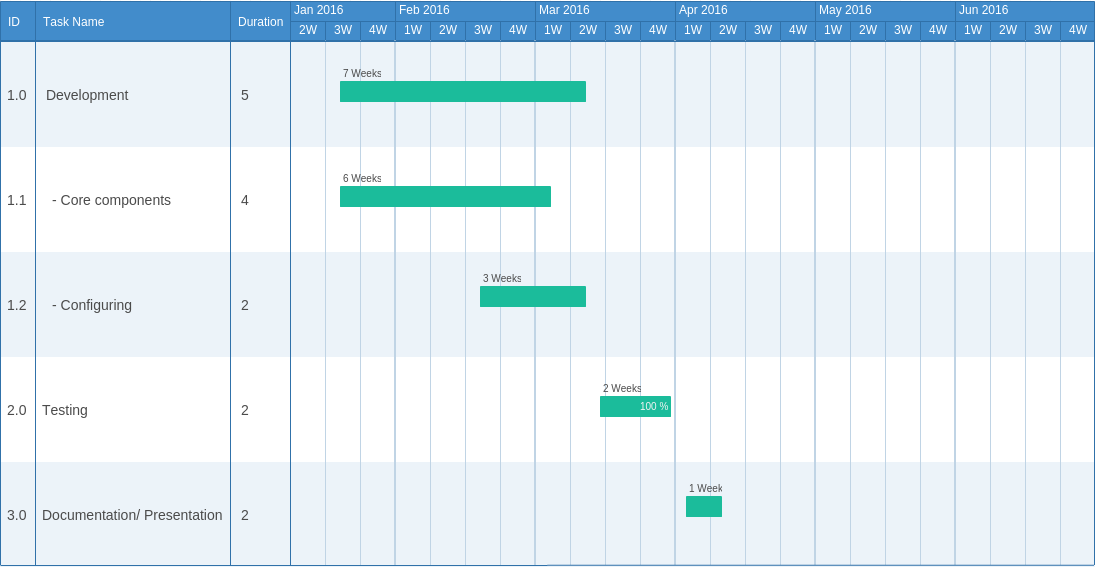 ID Task Name Duration Jan 2016 Feb 2016 Mar 2016 Apr 2016 May 2016 Jun 2016
2W 3W 4W 1W 2W 3W 4W 1W 2W 3W 4W 1W 2W 3W 4W 1W 2W 3W 4W 1W 2W 3W 4W
7 Weeks
1.0 Development 5
6 Weeks
1.1 - Core components 4
3 Weeks
1.2 - Configuring 2
2 Weeks
100 %
2.0 Testing 2
1 Week
3.0 Documentation/ Presentation 2